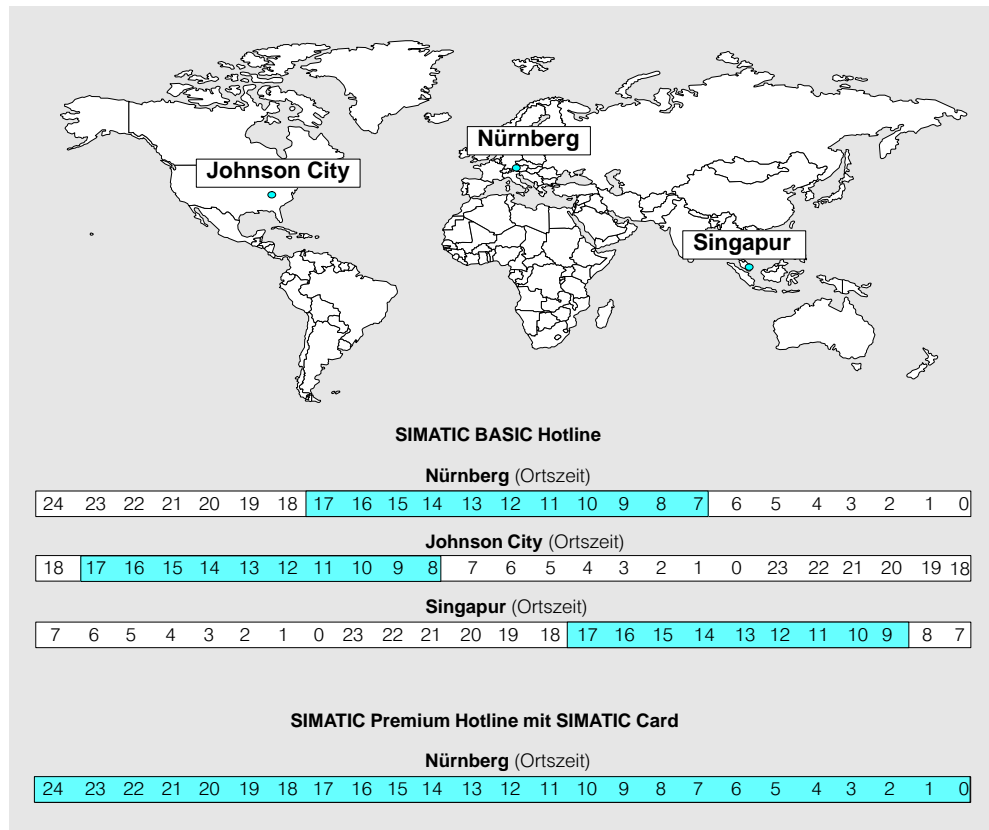 Nürnberg
Johnson City
Singapur
SIMATIC BASIC Hotline
Nürnberg (Ortszeit)
24 23 22 21 20 19 18 17 16 15 14 13 12 11 10 9 8 7 6 5 4 3 2 1 0
Johnson City (Ortszeit)
18 17 16 15 14 13 12 11 10 9 8 7 6 5 4 3 2 1 0 23 22 21 20 19 18
Singapur (Ortszeit)
7 6 5 4 3 2 1 0 23 22 21 20 19 18 17 16 15 14 13 12 11 10 9 8 7
SIMATIC Premium Hotline mit SIMATIC Card
Nürnberg (Ortszeit)
24 23 22 21 20 19 18 17 16 15 14 13 12 11 10 9 8 7 6 5 4 3 2 1 0